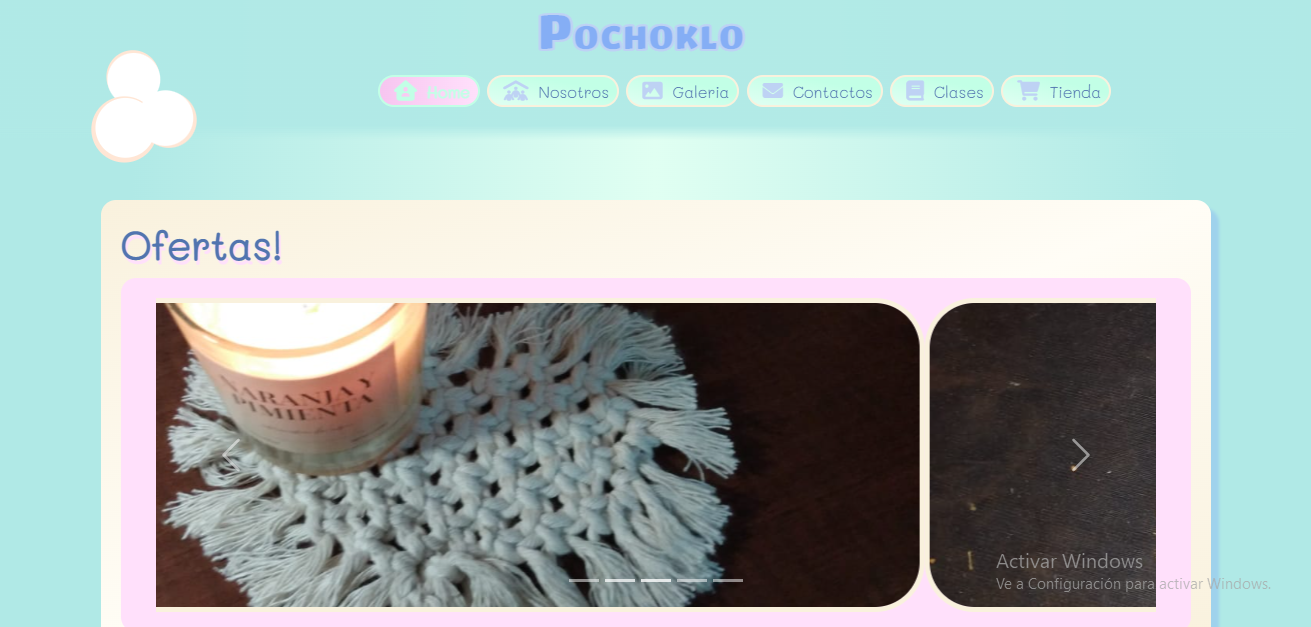 Pochoklo
Home Nosotros Galeria Contactos Clases Tienda
Ofertas!
NARANJA Y
PIMIENTA
Activar Windows
Ve a Configuración para activar Windows.